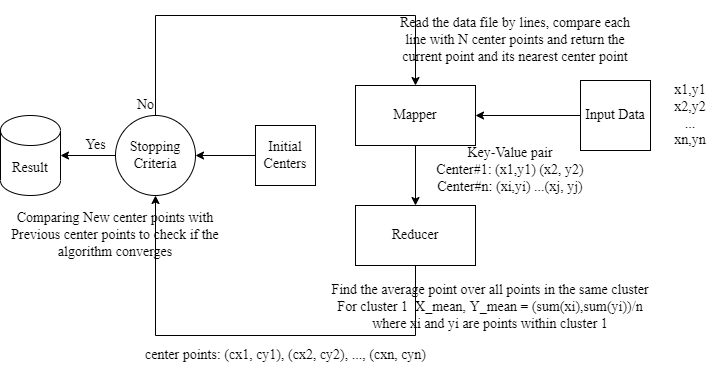 Read the data file by lines, compare each
line with N center points and return the
current point and its nearest center point
No
Mapper
Input Data
x1,y1
x2,y2
...
xn,yn
Yes
Result
Stopping
Criteria
Initial
Centers
Key-Value pair
Center#1: (x1,y1) (x2, y2)
Center#n: (xi,yi) ...(xj, yj)
Comparing New center points with
Previous center points to check if the
algorithm converges
Reducer
Find the average point over all points in the same cluster
For cluster 1 X_mean, Y_mean = (sum(xi),sum(yi))/n
where xi and yi are points within cluster 1
center points: (cx1, cy1), (cx2, cy2), ..., (cxn, cyn)